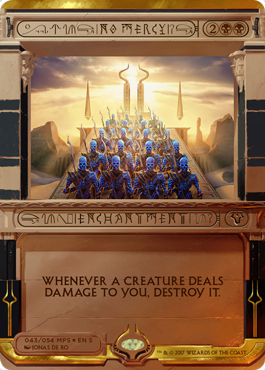 NO MERCY 2
ENCHANTMENT
WHENEVER A CREATURE DEALS
DAMAGE TO YOU, DESTROY IT.
043/054 MPS • EN S
JONAS DE RO
™ & © 2017 WIZARDS OF THE COAST